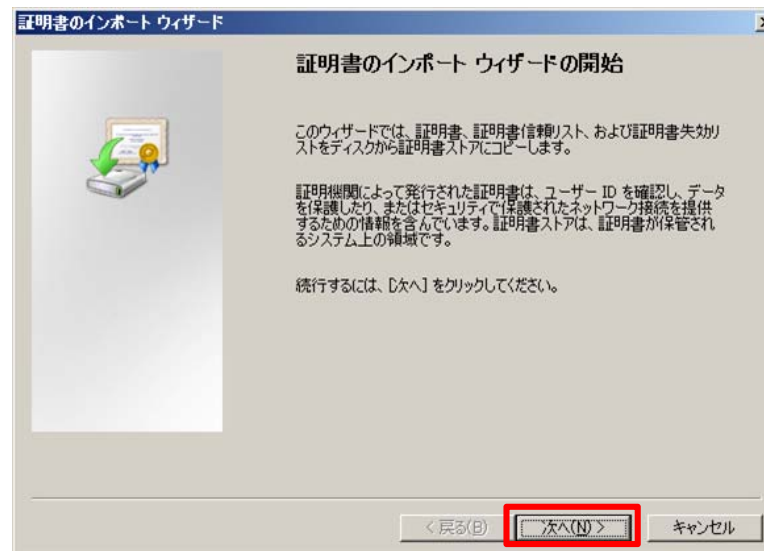 証明書のインポート ウィザード
証明書のインポート ウィザードの開始
このウィザードでは、証明書、証明書信頼リスト、および証明書失効リ
ストをディスクから証明書ストアにコピーします。
証明機関によって発行された証明書は、ユーザー ID を確認し、データ
を保護したり、またはセキュリティで保護されたネットワーク接続を提供
するための情報を含んでいます。証明書ストアは、証明書が保管され
るシステム上の領域です。
続行するには、[次へ] をクリックしてください。
< 戻る(B)
次へ(N) >
キャンセル